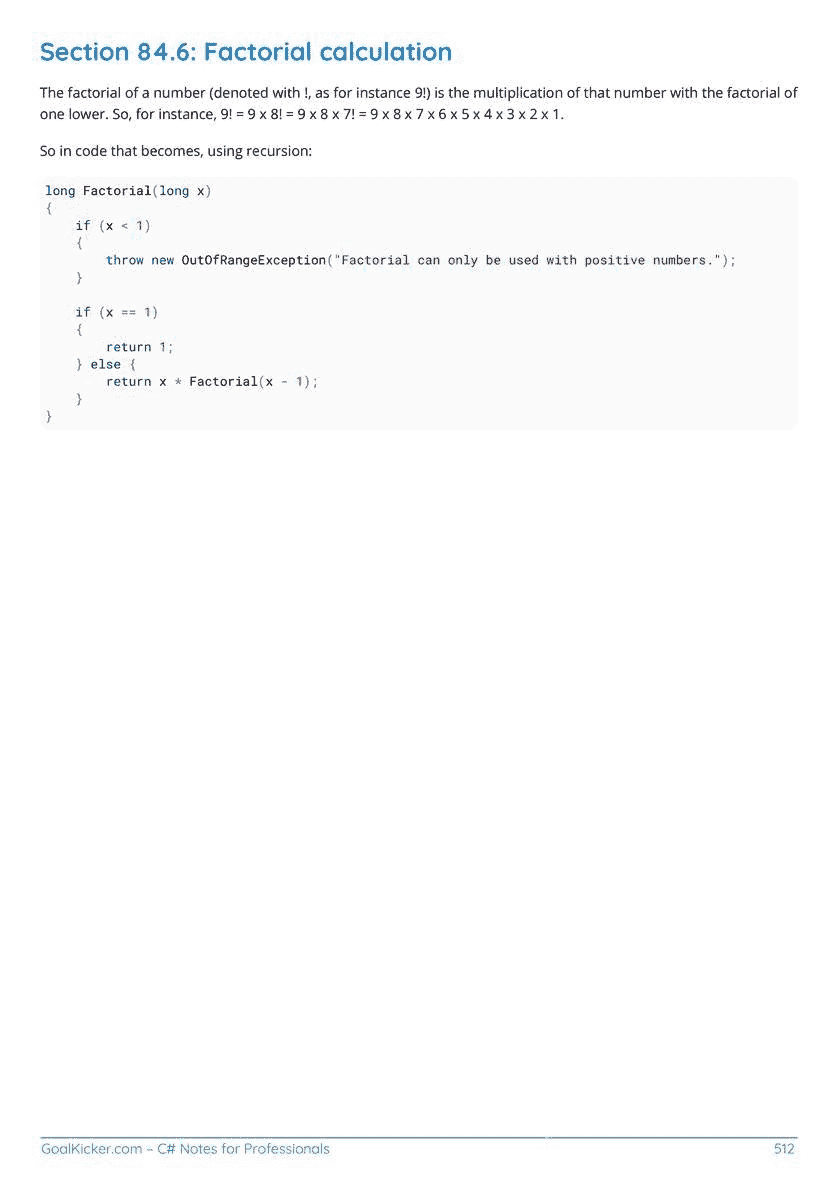 Section 84.6: Factorial calculation
The factorial of a number (denoted with !, as for instance 9!) is the multiplication of that number with the factorial of
one lower. So, for instance, 9! = 9 x 8! = 9 x 8 x 7! = 9 x 8 x 7 x 6 x 5 x 4 x 3 x 2 x 1.
So in code that becomes, using recursion:
long Factorial(long x)
{
    if (x < 1)
    {
        throw new OutOfRangeException("Factorial can only be used with positive numbers.");
    }
    if (x == 1)
    {
        return 1;
    } else {
        return x * Factorial(x - 1);
    }
}
GoalKicker.com – C# Notes for Professionals 512